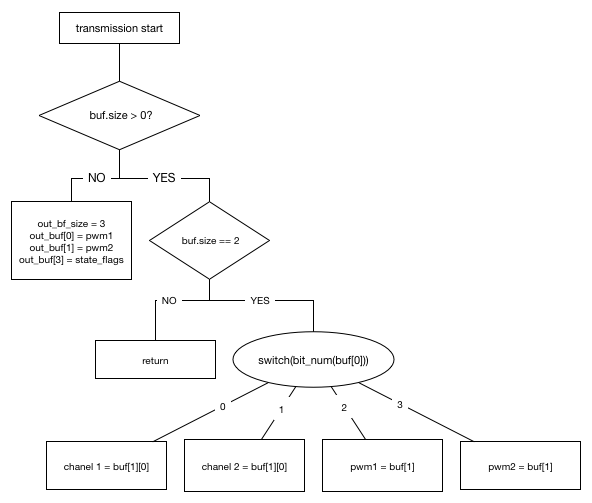 transmission start
buf.size > 0?
NO
YES
out_bf_size = 3
out_buf[0] = pwm1
out_buf[1] = pwm2
out_buf[3] = state_flags
buf.size == 2
NO
YES
return
switch(bit_num(buf[0]))
0
1
2
3
chanel 1 = buf[1][0]
chanel 2 = buf[1][0]
pwm1 = buf[1]
pwm2 = buf[1]